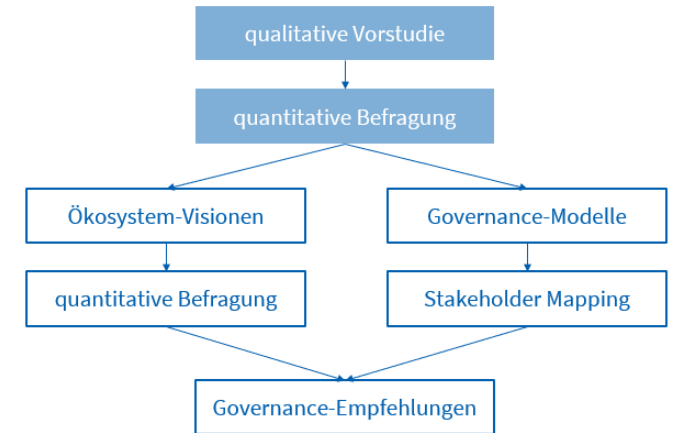 qualitative Vorstudie
quantitative Befragung
Ökosystem-Visionen
Governance-Modelle
quantitative Befragung
Stakeholder Mapping
Governance-Empfehlungen